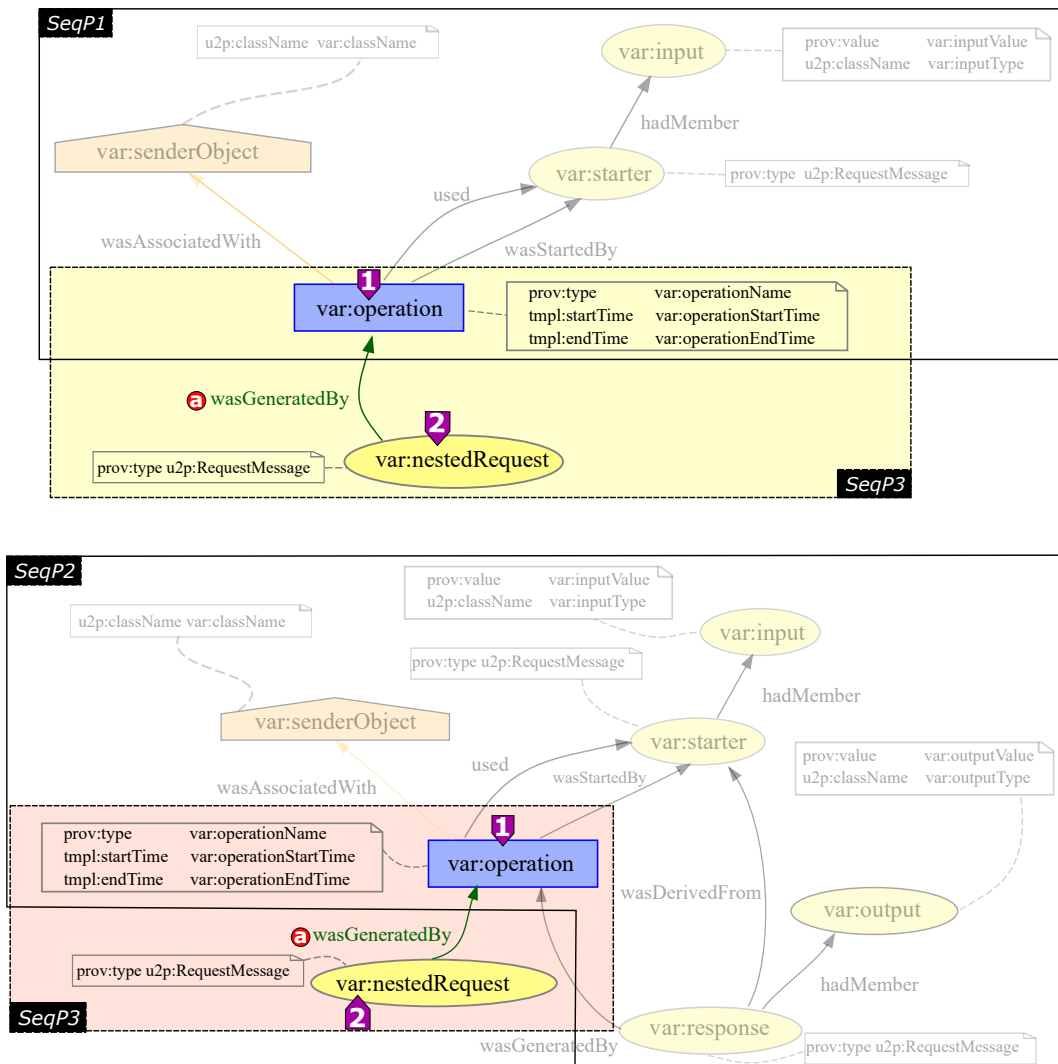 SeqP1
u2p:className var:className
var:input
prov:value var:inputValue
u2p:className var:inputType
hadMember
var:senderObject
var:starter
prov:type u2p:RequestMessage
used
wasAssociatedWith
wasStartedBy
1
var:operation
prov:type var:operationName
tmpl:startTime var:operationStartTime
tmpl:endTime var:operationEndTime
a wasGeneratedBy
2
var:nestedRequest
prov:type u2p:RequestMessage
SeqP3
SeqP2
prov:value var:inputValue
u2p:className var:inputType
u2p:className var:className
var:input
prov:type u2p:RequestMessage
hadMember
var:senderObject
var:starter
used
prov:value var:outputValue
u2p:className var:outputType
wasStartedBy
wasAssociatedWith
1
prov:type var:operationName
tmpl:startTime var:operationStartTime
tmpl:endTime var:operationEndTime
var:operation
wasDerivedFrom
var:output
a wasGeneratedBy
prov:type u2p:RequestMessage
var:nestedRequest
hadMember
2
SeqP3
var:response
wasGeneratedBy
prov:type u2p:RequestMessage